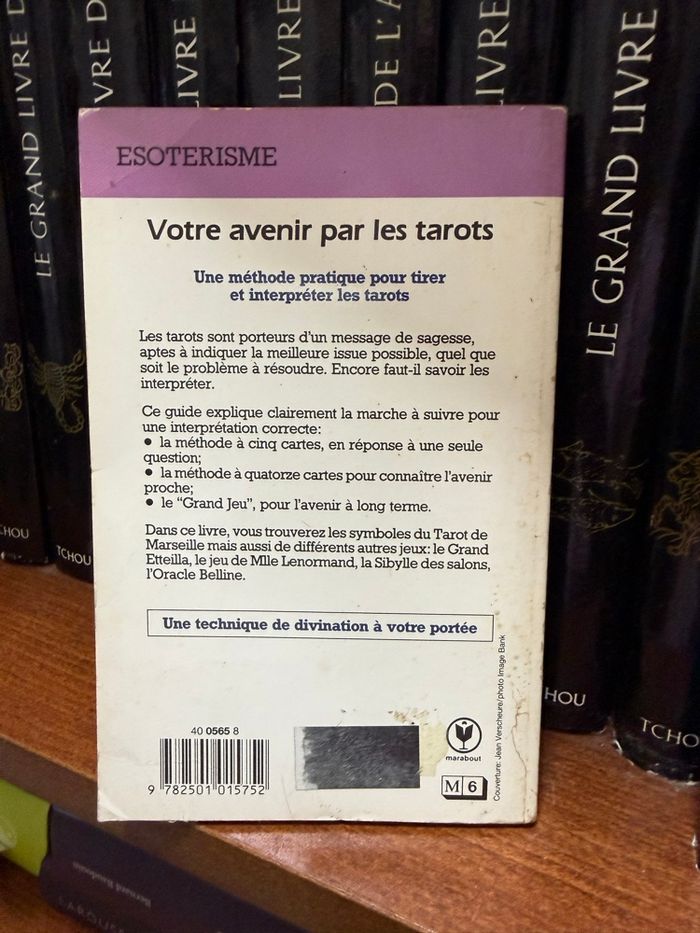 LE GRAND LIVRE D
VRE D
LIVRE
LIVRE
DE L'A
LIVRE
LE GRAND LIVRE
ESOTERISME
Votre avenir par les tarots
Une méthode pratique pour tirer
et interpréter les tarots
Les tarots sont porteurs d'un message de sagesse,
aptes à indiquer la meilleure issue possible, quel que
soit le problème à résoudre. Encore faut-il savoir les
interpréter.
Ce guide explique clairement la marche à suivre pour
une interprétation correcte:
• la méthode à cinq cartes, en réponse à une seule
question;
• la méthode à quatorze cartes pour connaître l'avenir
proche;
• le "Grand Jeu", pour l'avenir à long terme.
Dans ce livre, vous trouverez les symboles du Tarot de
Marseille mais aussi de différents autres jeux: le Grand
Etteilla, le jeu de Mlle Lenormand, la Sibylle des salons,
l'Oracle Belline.
Une technique de divination à votre portée
Couverture: Jean Verscheure/photo Image Bank
40 0565 8
9 782501 015752
marabout
M 6
CHOU
TCHOU
HOU
TCHOU
Bernard Baudouin
LAROUSSE